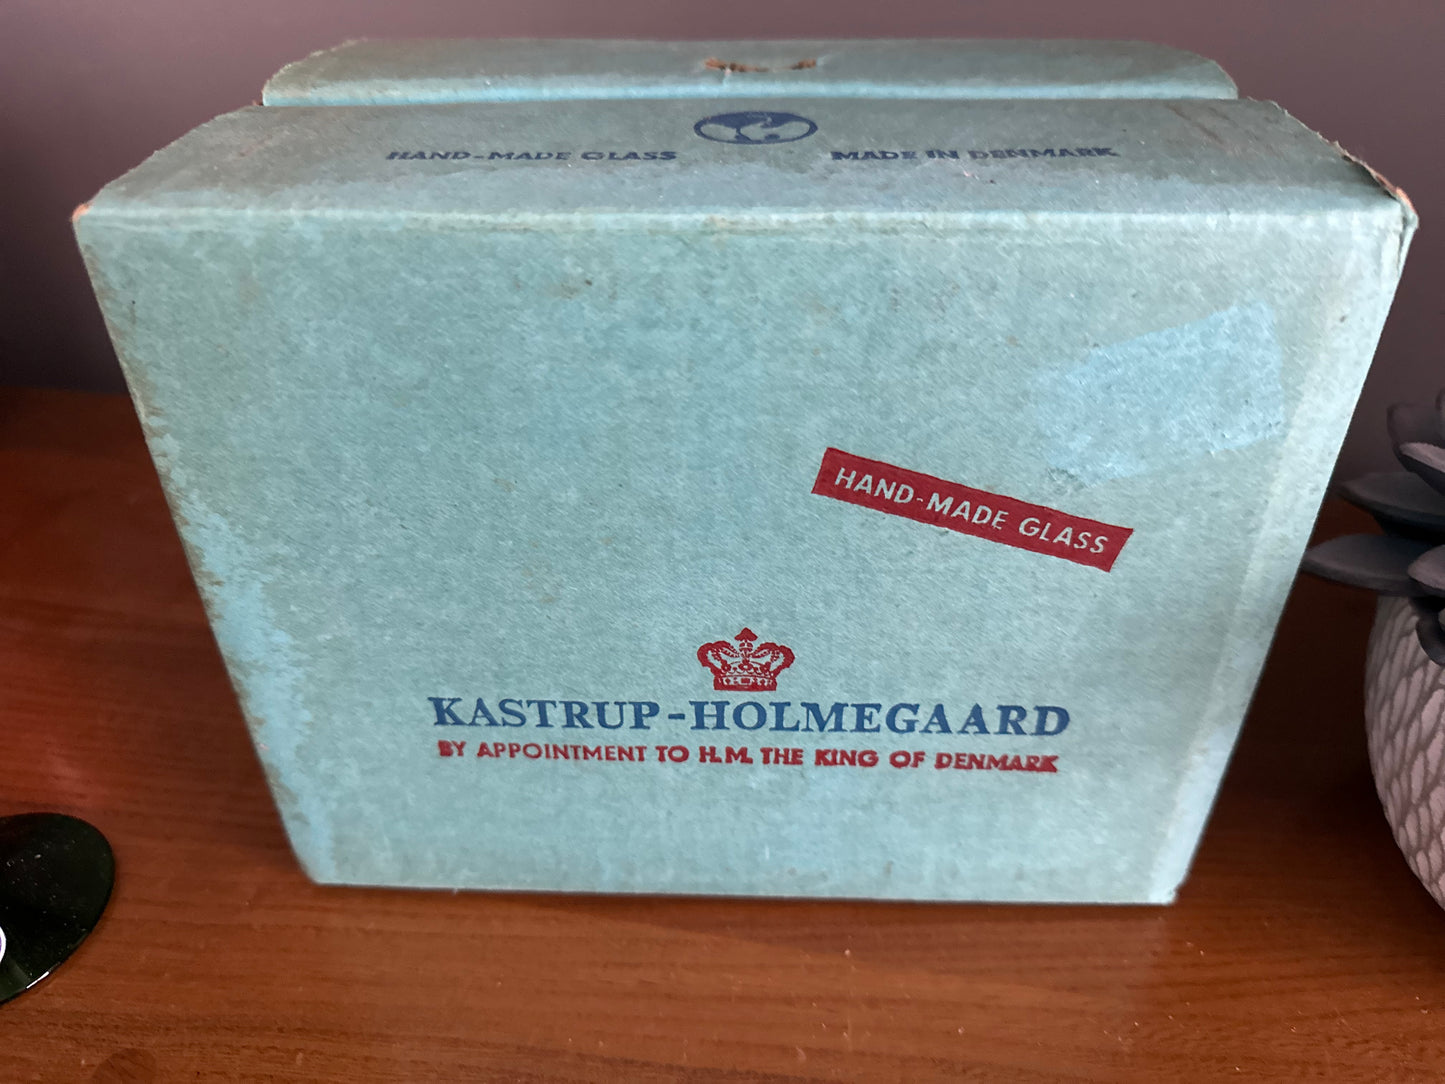 HAND-MADE GLASS
MADE IN DENMARK
HAND-MADE GLASS
KASTRUP-HOLMEGAARD
BY APPOINTMENT TO H.M. THE KING OF DENMARK